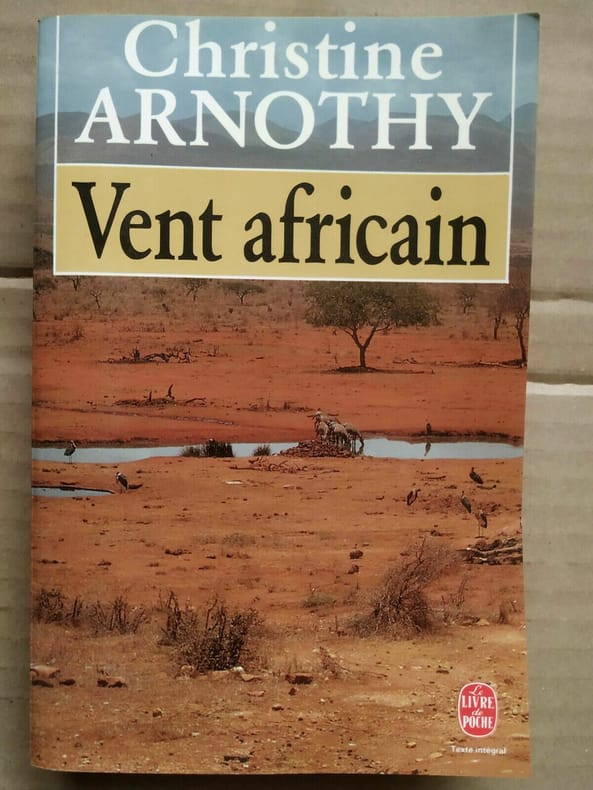 Christine
ARNOTHY
Vent africain
Le
LIVRE
de
POCHE
Texte intégral